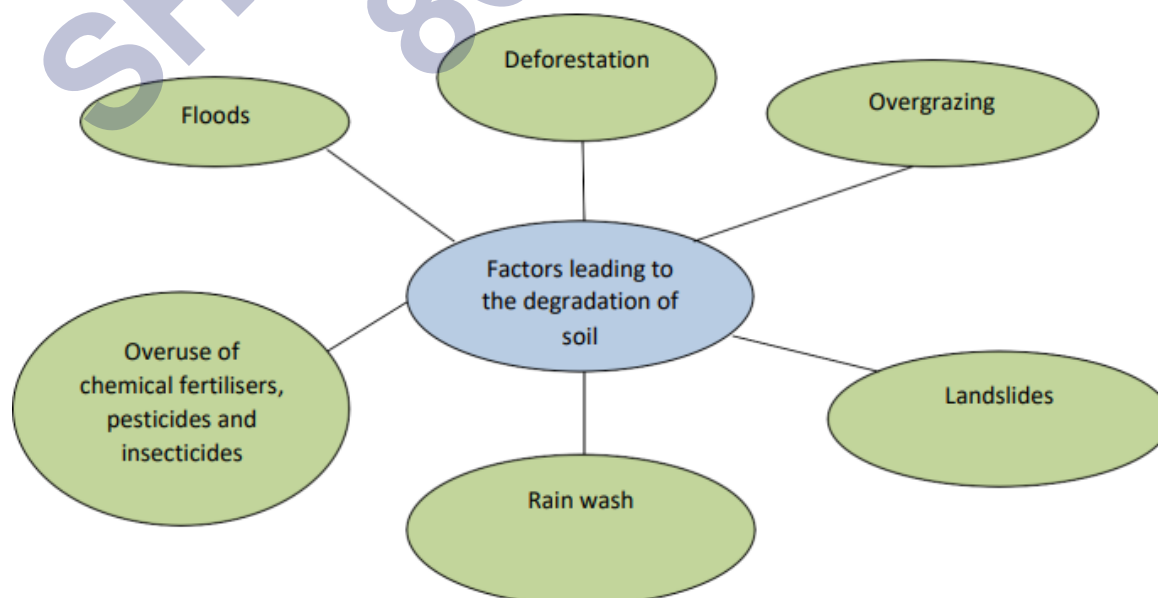 Deforestation
Floods
Overgrazing
Factors leading to
the degradation of
soil
Overuse of
chemical fertilisers,
pesticides and
insecticides
Landslides
Rain wash